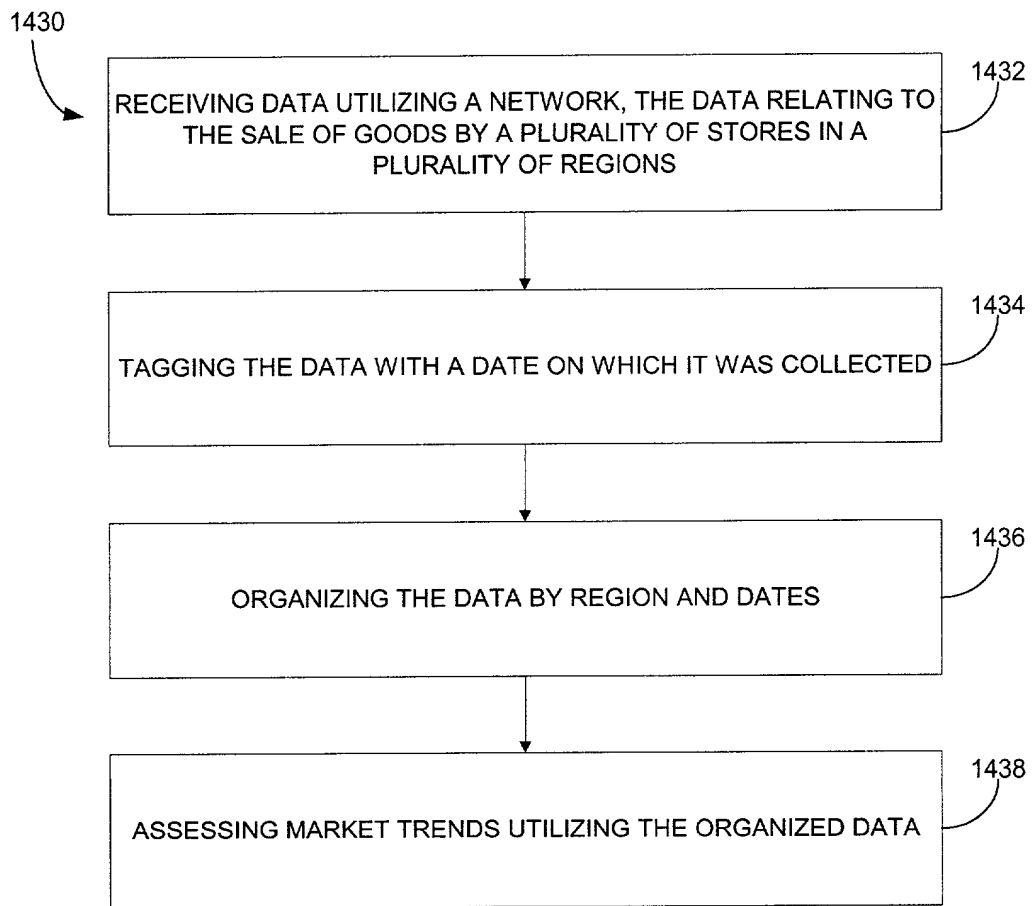 1430
1432
RECEIVING DATA UTILIZING A NETWORK, THE DATA RELATING TO
THE SALE OF GOODS BY A PLURALITY OF STORES IN A
PLURALITY OF REGIONS
1434
TAGGING THE DATA WITH A DATE ON WHICH IT WAS COLLECTED
1436
ORGANIZING THE DATA BY REGION AND DATES
1438
ASSESSING MARKET TRENDS UTILIZING THE ORGANIZED DATA